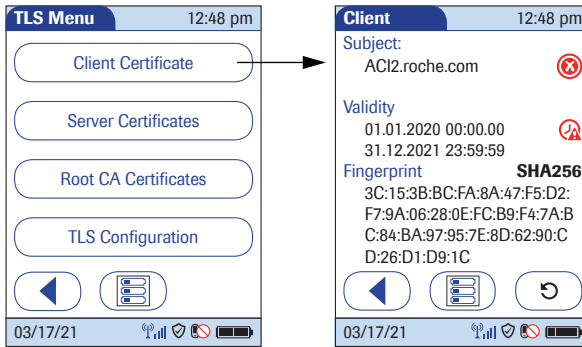 TLS Menu 12:48 pm
Client Certificate
Server Certificates
Root CA Certificates
TLS Configuration
03/17/21
Client 12:48 pm
Subject:
ACI2.roche.com
Validity
01.01.2020 00:00.00
31.12.2021 23:59:59
Fingerprint SHA256
3C:15:3B:BC:FA:8A:47:F5:D2:
F7:9A:06:28:0E:FC:B9:F4:7A:B
C:84:BA:97:95:7E:8D:62:90:C
D:26:D1:D9:1C
03/17/21